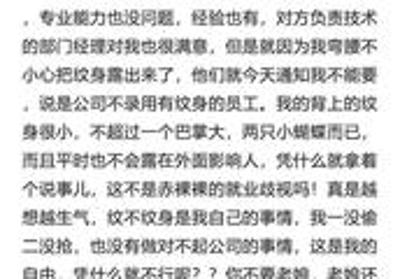 ，专业能力也没问题，经验也有，对方负责技术
的部门经理对我也很满意，但是就因为我弯腰不
小心把纹身露出来了，他们就今天通知我不能要
，说是公司不录用有纹身的员工。我的背上的纹
身很小，不超过一个巴掌大，两只小蝴蝶而已，
而且平时也不会露在外面影响人，凭什么就拿着
个说事儿，这不是赤裸裸的就业歧视吗！真是越
想越生气，纹不纹身是我自己的事情，我一没偷
二没抢，也没有做对不起公司的事情，这是我的
自由，凭什么就不行呢？？你不要老娘，老娘还